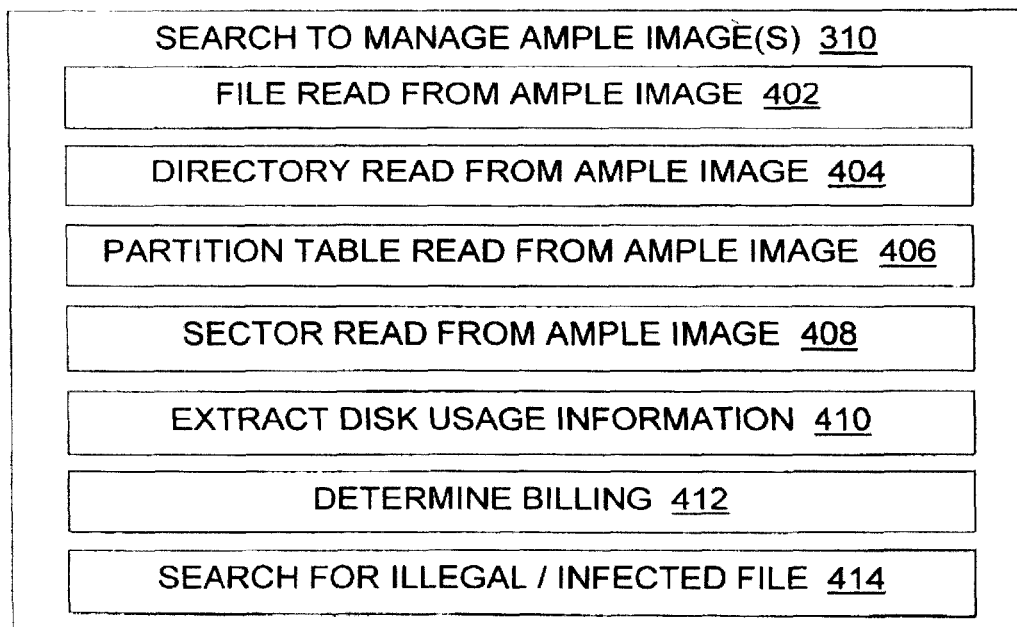 SEARCH TO MANAGE AMPLE IMAGE(S) 310
FILE READ FROM AMPLE IMAGE 402
DIRECTORY READ FROM AMPLE IMAGE 404
PARTITION TABLE READ FROM AMPLE IMAGE 406
SECTOR READ FROM AMPLE IMAGE 408
EXTRACT DISK USAGE INFORMATION 410
DETERMINE BILLING 412
SEARCH FOR ILLEGAL / INFECTED FILE 414